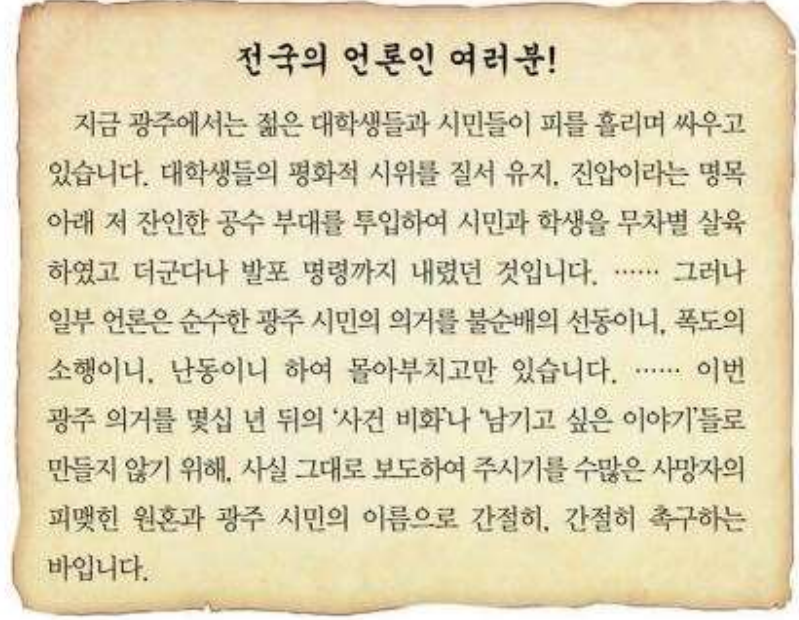 전국의 언론인 여러분!
지금 광주에서는 젊은 대학생들과 시민들이 피를 흘리며 싸우고
있습니다. 대학생들의 평화적 시위를 질서 유지, 진압이라는 명목
아래 저 잔인한 공수 부대를 투입하여 시민과 학생을 무차별 살육
하였고 더군다나 발포 명령까지 내렸던 것입니다. …… 그러나
일부 언론은 순수한 광주 시민의 의거를 불순배의 선동이니, 폭도의
소행이니, 난동이니 하여 몰아부치고만 있습니다. …… 이번
광주 의거를 몇십 년 뒤의 '사건 비화'나 '남기고 싶은 이야기'들로
만들지 않기 위해, 사실 그대로 보도하여 주시기를 수많은 사망자의
피맺힌 원혼과 광주 시민의 이름으로 간절히, 간절히 촉구하는
바입니다.